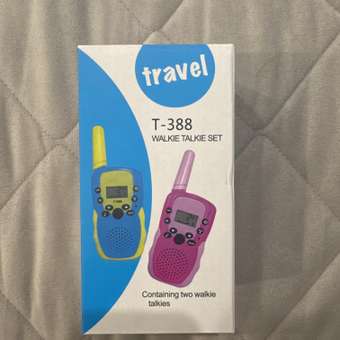 travel
T-388
WALKIE TALKIE SET
Containing two walkie
talkies